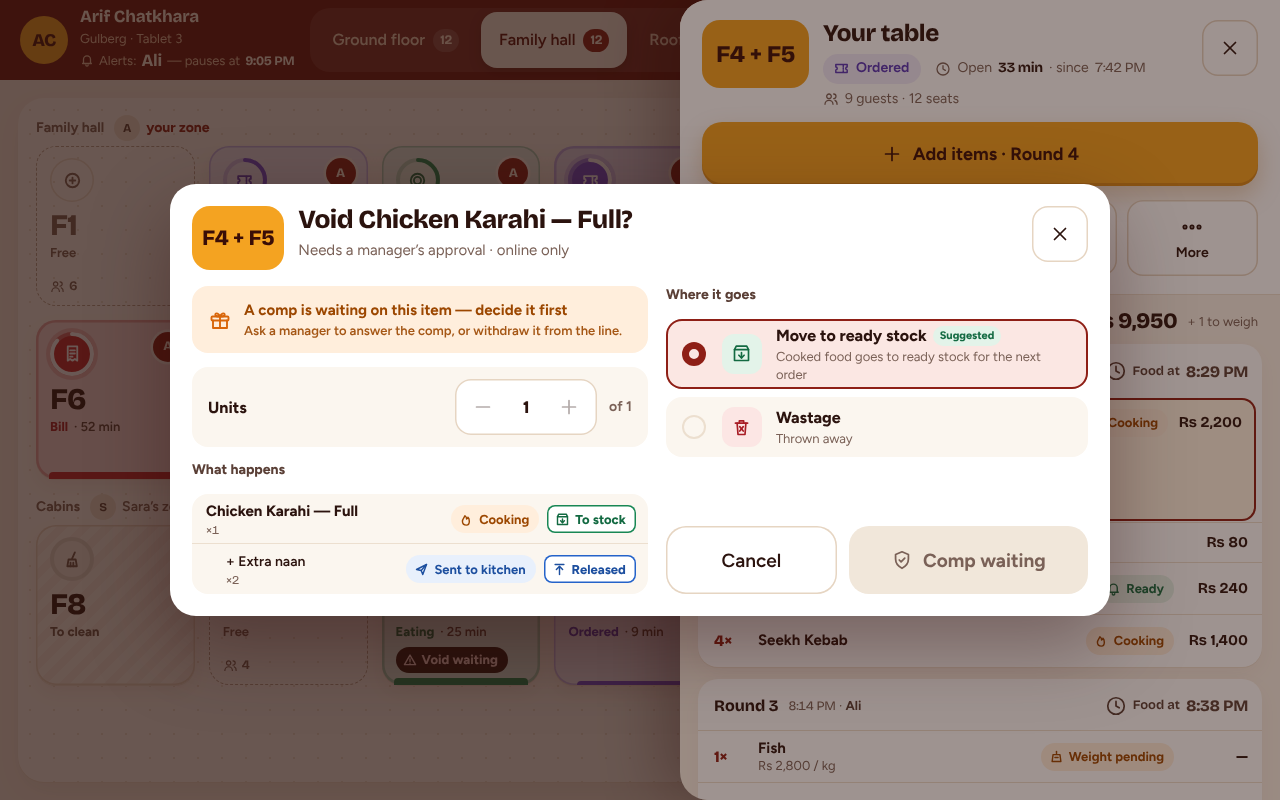 AC
Arif Chatkhara
Gulberg · Tablet 3
Alerts: Ali — pauses at 9:05 PM
Ground floor 12
Family hall 12
F4 + F5
Your table
Ordered
Open 33 min · since 7:42 PM
9 guests · 12 seats
Add items · Round 4
More
Family hall A your zone
A
A
F1
Free
6
F6
Bill · 52 min
Cabins S
F8
To clean
Free
4
Eating · 25 min
Void waiting
Ordered · 9 min
F4 + F5
Void Chicken Karahi — Full?
Needs a manager’s approval · online only
A comp is waiting on this item — decide it first
Ask a manager to answer the comp, or withdraw it from the line.
Units
1
of 1
What happens
Chicken Karahi — Full
×1
Cooking
To stock
+ Extra naan
×2
Sent to kitchen
Released
Where it goes
Move to ready stock Suggested
Cooked food goes to ready stock for the next
order
Wastage
Thrown away
Cancel
Comp waiting
9,950 + 1 to weigh
Food at 8:29 PM
Cooking Rs 2,200
Rs 80
Ready Rs 240
4× Seekh Kebab Cooking Rs 1,400
Round 3 8:14 PM · Ali Food at 8:38 PM
1× Fish Weight pending –
Rs 2,800 / kg